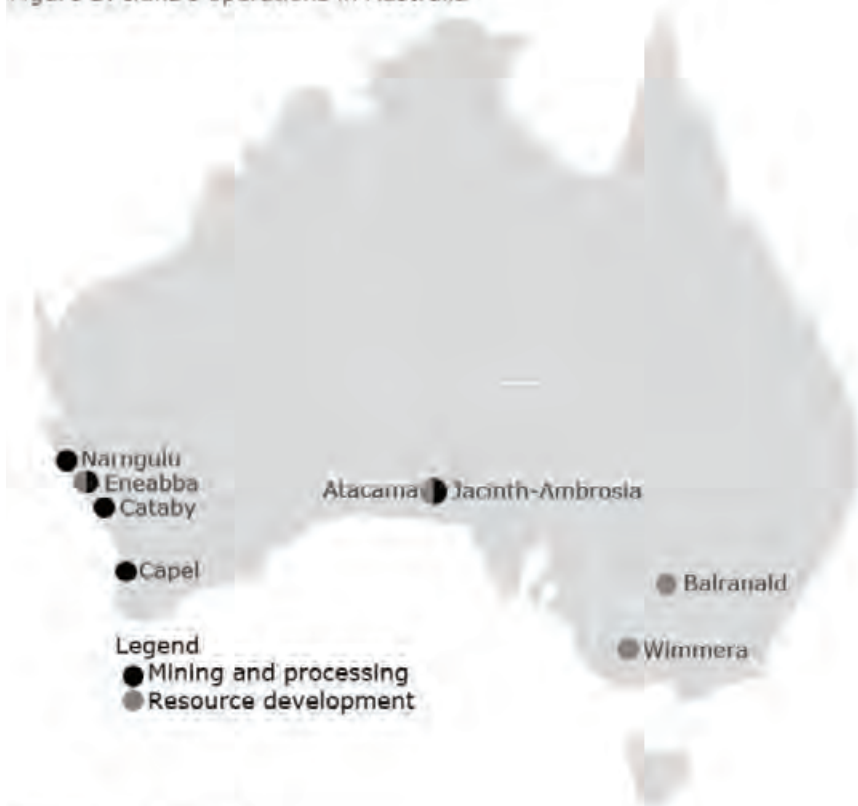 Narngulu
Eneabba
Cataby
Atacama Jacinth-Ambrosia
Capel
Balranald
Wimmera
Legend
Mining and processing
Resource development